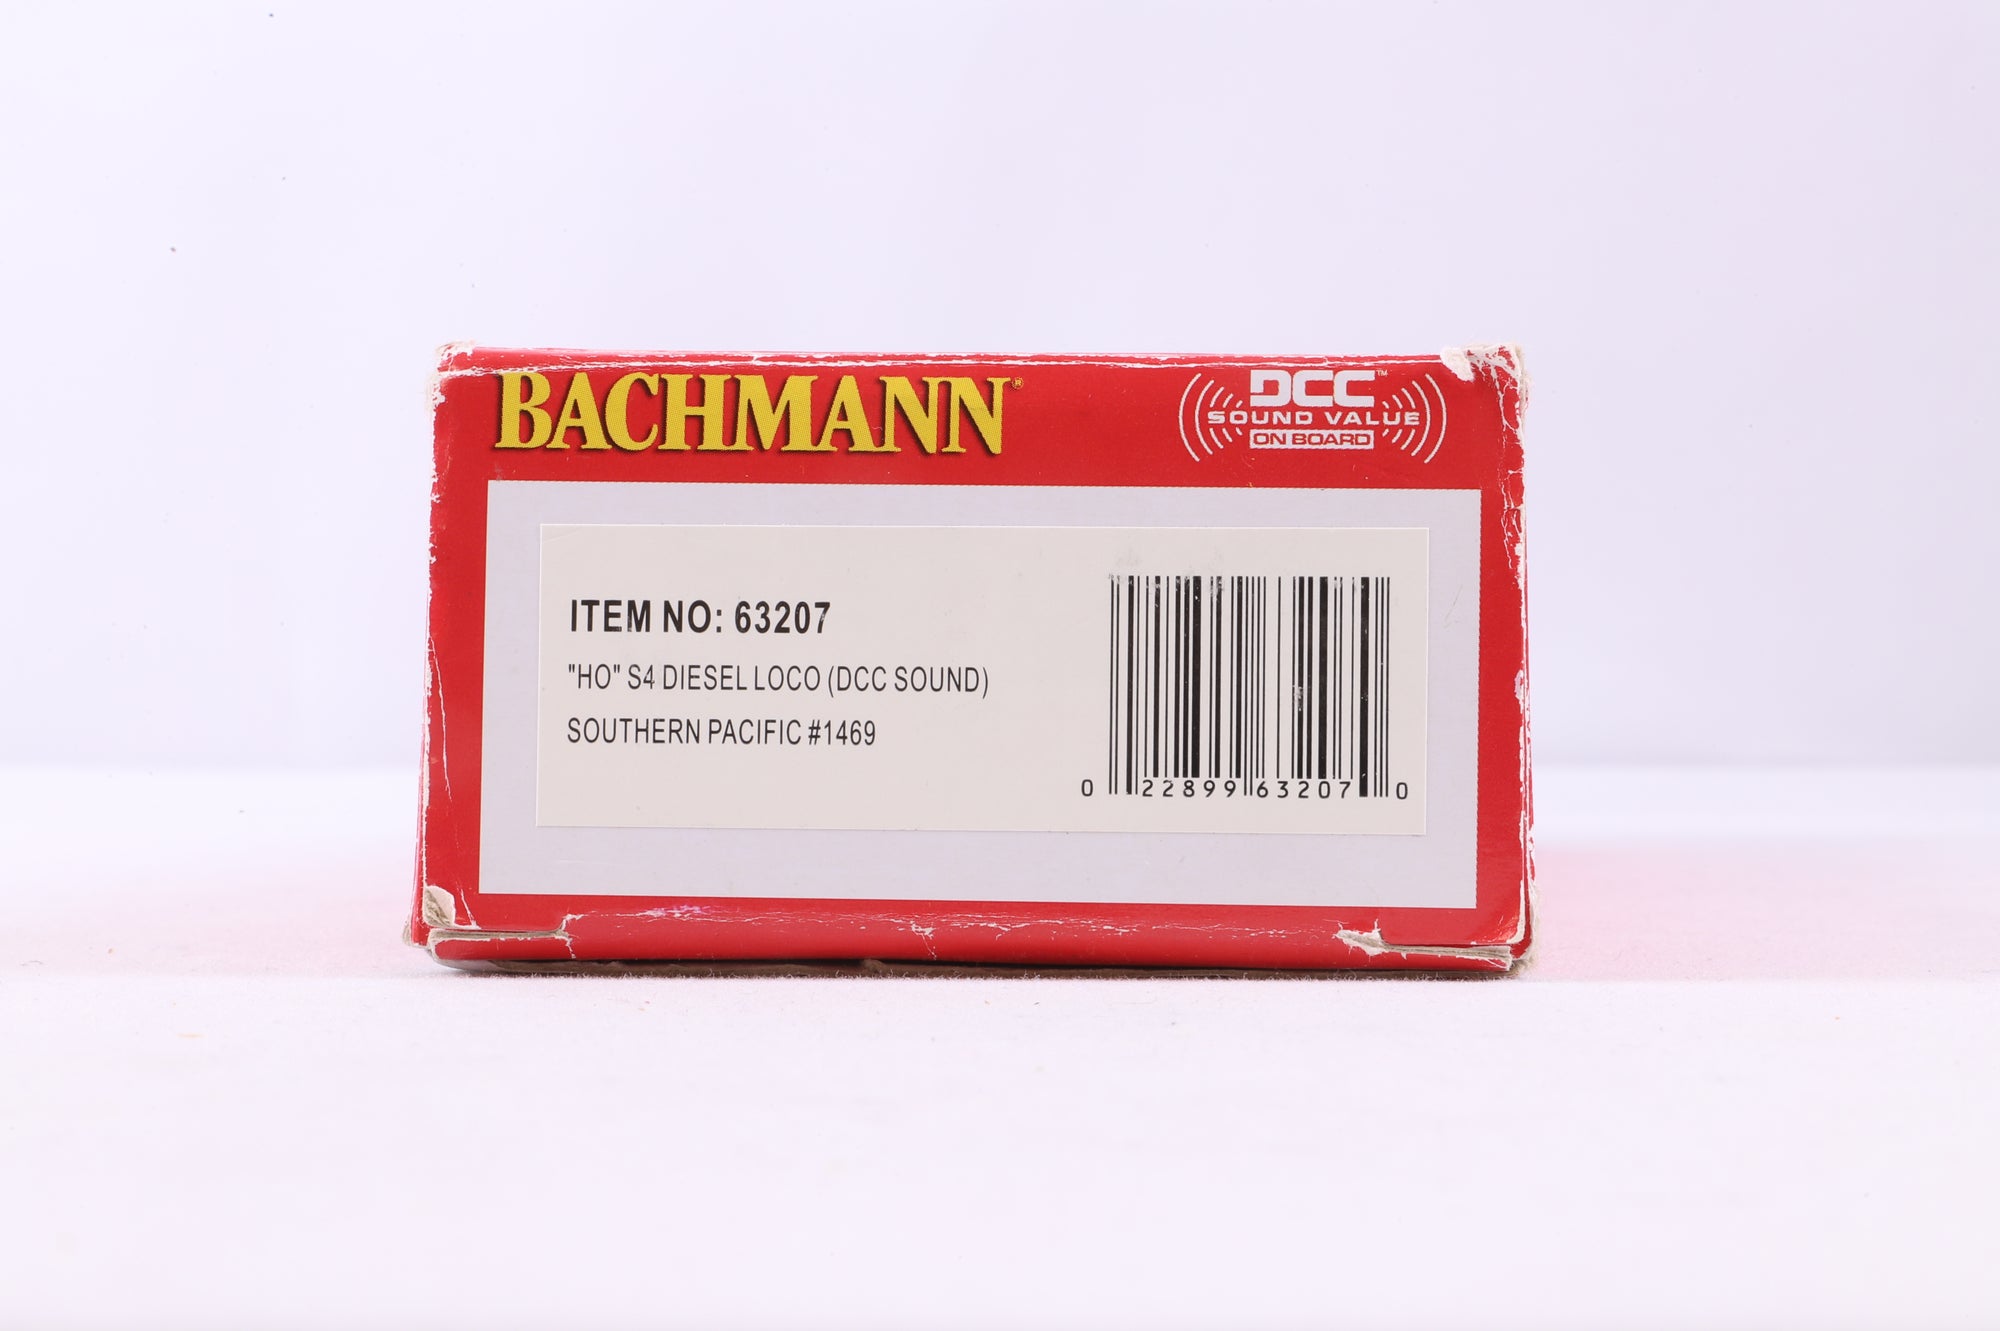 BACHMANN®
DCC™
SOUND VALUE
ON BOARD
ITEM NO: 63207
"HO" S4 DIESEL LOCO (DCC SOUND)
SOUTHERN PACIFIC #1469
0 22899 63207 0